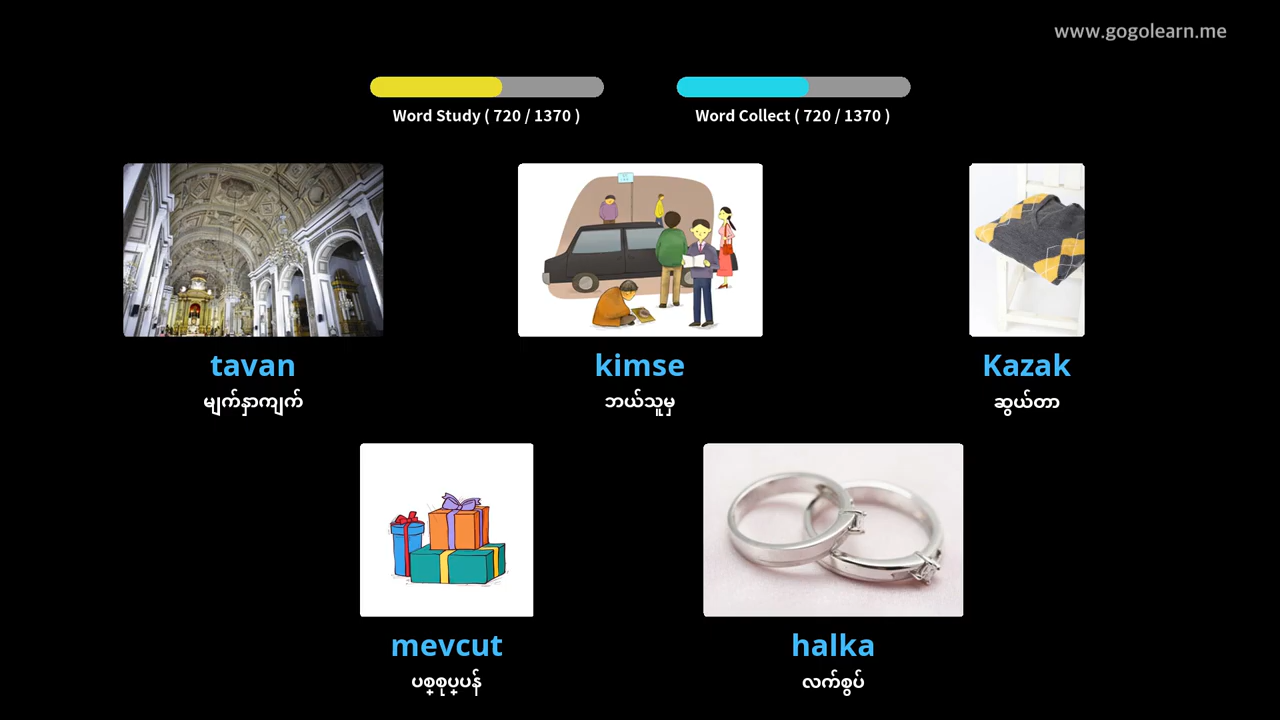 www.gogolearn.me
Word Study ( 720 / 1370 )
Word Collect ( 720 / 1370 )
tavan
မျက်နှာကျက်
kimse
ဘယ်သူမှ
Kazak
ဆွယ်တာ
mevcut
ပစ္စုပ္ပန်
halka
လက်စွပ်